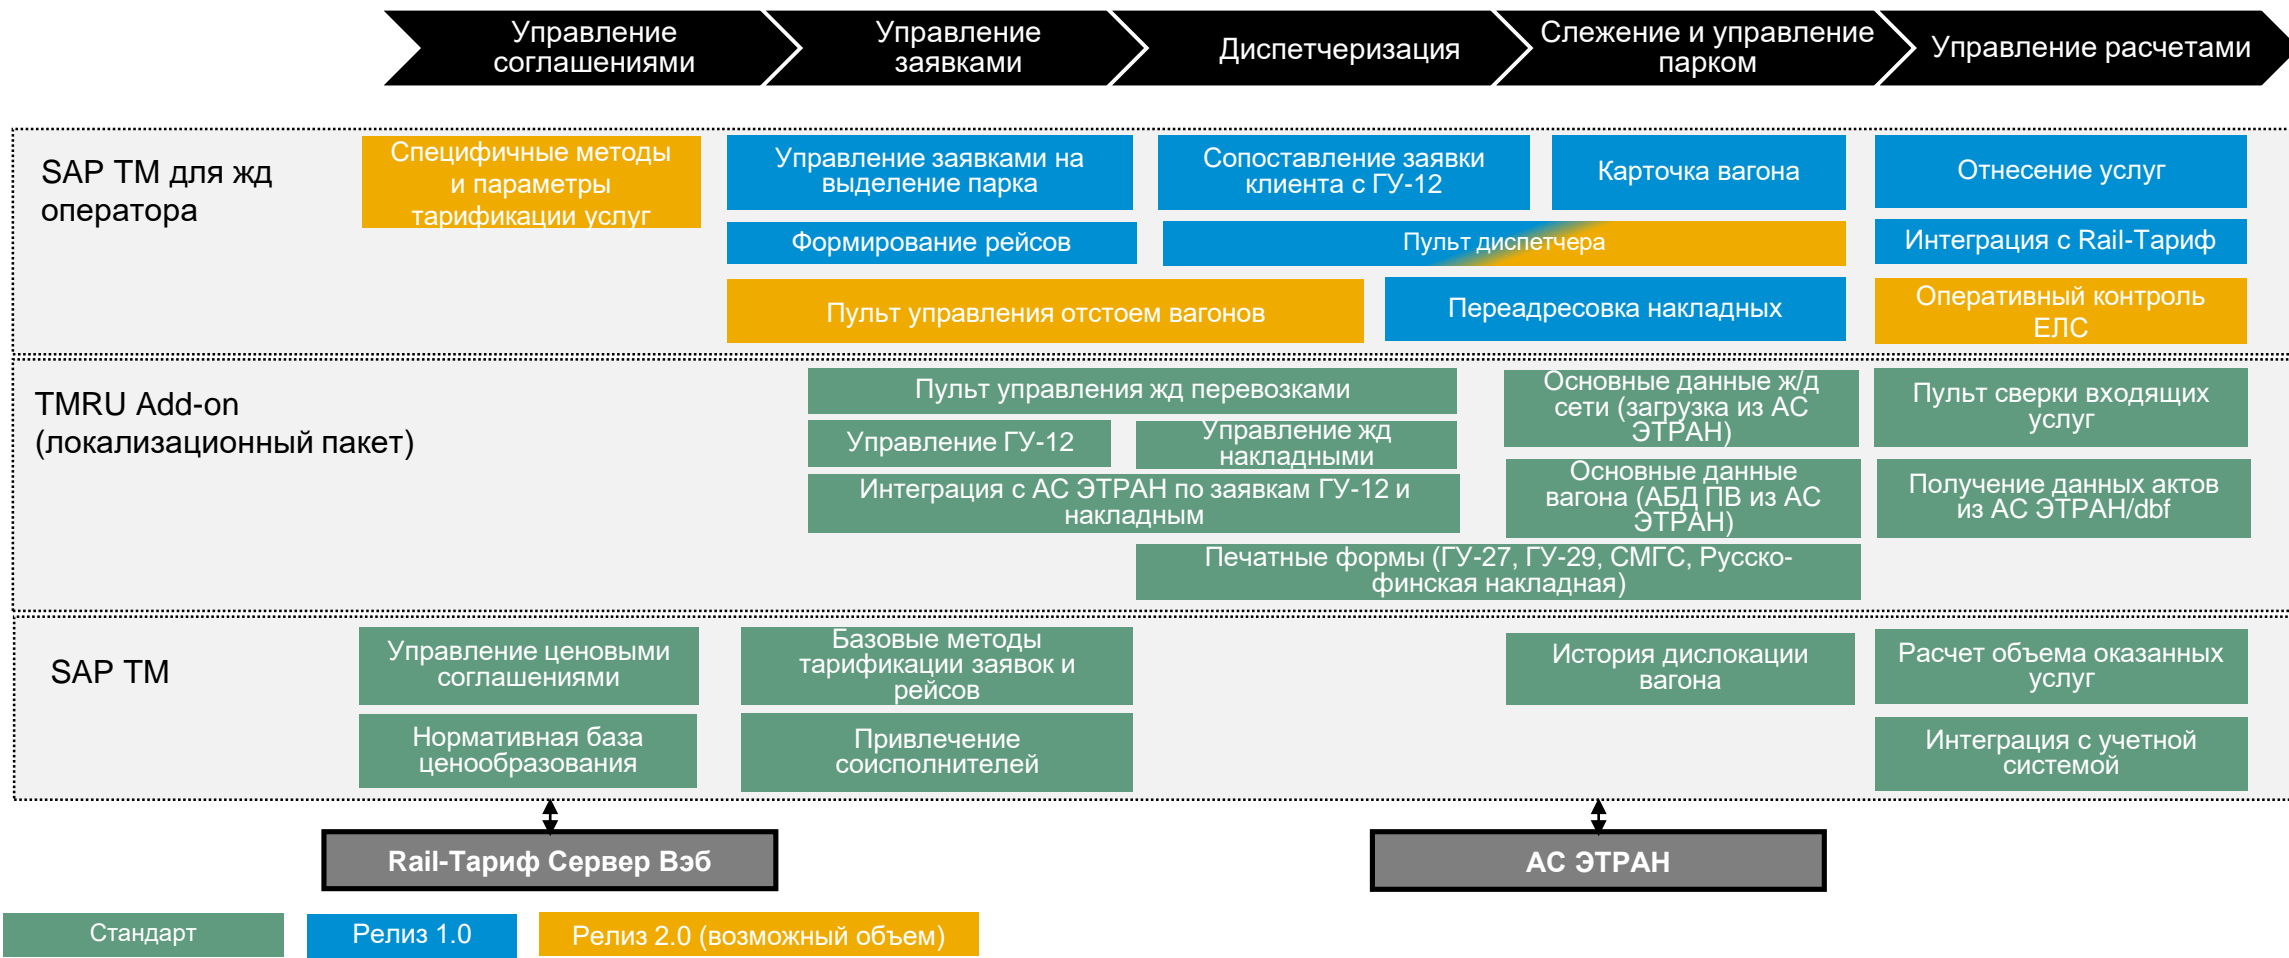 Управление
соглашениями
Управление
заявками
Диспетчеризация
Слежение и управление
парком
Управление расчетами
SAP TM для жд
оператора
Специфичные методы
и параметры
тарификации услуг
Управление заявками на
выделение парка
Сопоставление заявки
клиента с ГУ-12
Карточка вагона
Отнесение услуг
Формирование рейсов
Пульт диспетчера
Интеграция с Rail-Тариф
Пульт управления отстоем вагонов
Переадресовка накладных
Оперативный контроль
ЕЛС
TMRU Add-on
(локализационный пакет)
Пульт управления жд перевозками
Основные данные ж/д
сети (загрузка из АС
ЭТРАН)
Пульт сверки входящих
услуг
Управление ГУ-12
Управление жд
накладными
Интеграция с АС ЭТРАН по заявкам ГУ-12 и
накладным
Основные данные
вагона (АБД ПВ из АС
ЭТРАН)
Получение данных актов
из АС ЭТРАН/dbf
Печатные формы (ГУ-27, ГУ-29, СМГС, Русско-
финская накладная)
SAP TM
Управление ценовыми
соглашениями
Базовые методы
тарификации заявок и
рейсов
История дислокации
вагона
Расчет объема оказанных
услуг
Нормативная база
ценообразования
Привлечение
соисполнителей
Интеграция с учетной
системой
Rail-Тариф Сервер Вэб
АС ЭТРАН
Стандарт
Релиз 1.0
Релиз 2.0 (возможный объем)